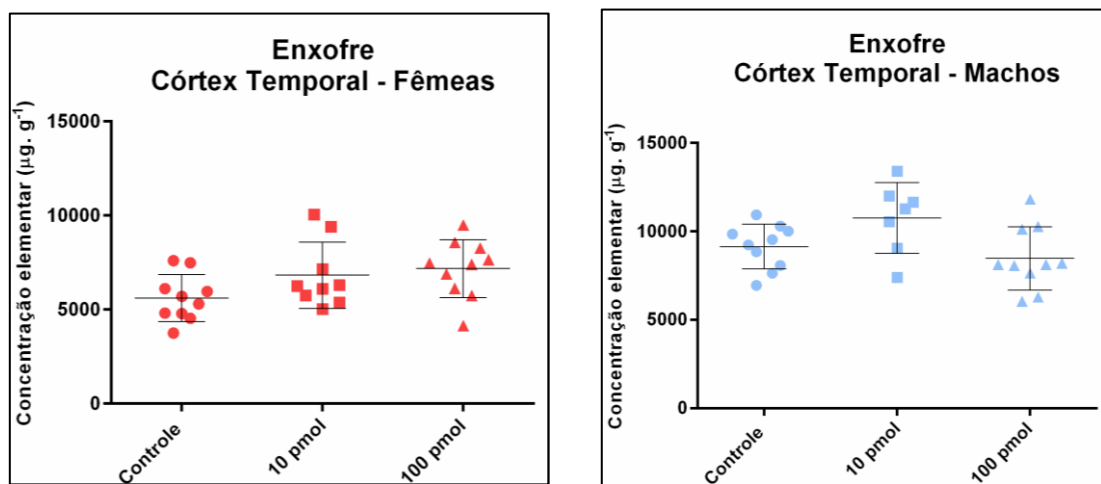 Enxofre
Córtex Temporal - Fêmeas
Concentração elementar (µg. g⁻¹)
15000
10000
5000
0
Controle
10 pmol
100 pmol
Enxofre
Córtex Temporal - Machos
Concentração elementar (µg. g⁻¹)
15000
10000
5000
0
Controle
10 pmol
100 pmol